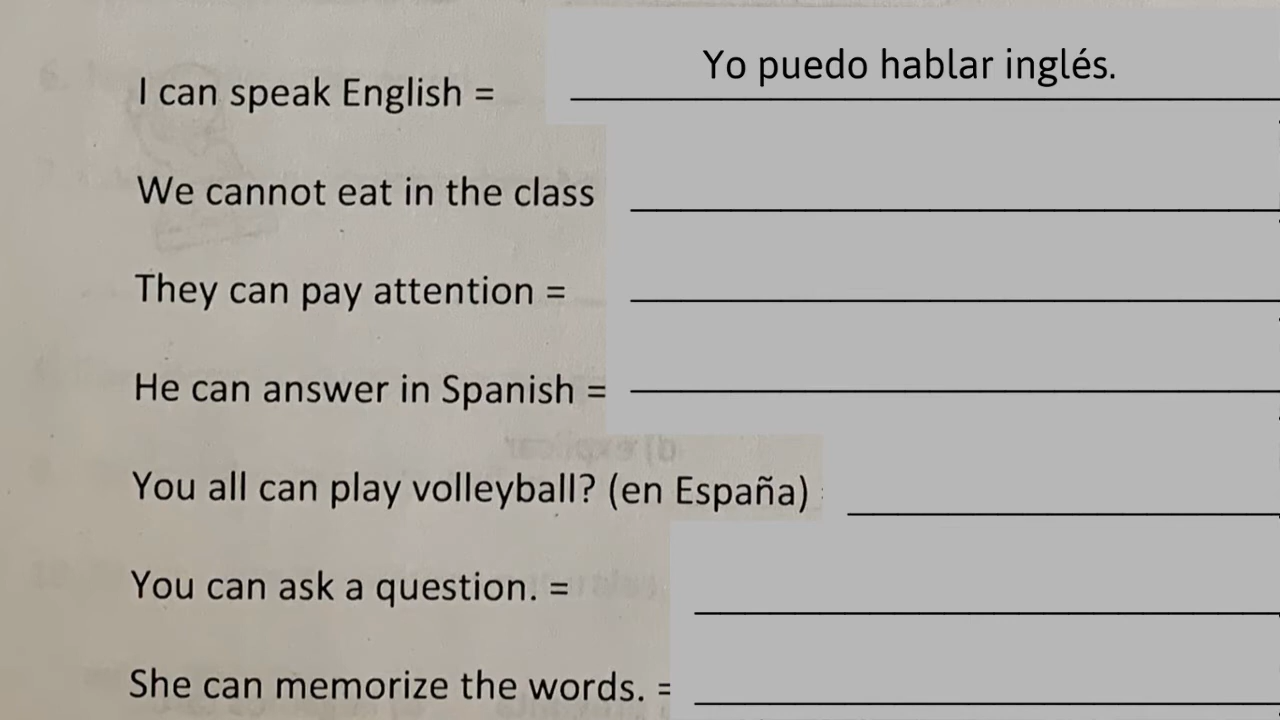 I can speak English = Yo puedo hablar inglés.
We cannot eat in the class
They can pay attention =
He can answer in Spanish =
You all can play volleyball? (en España)
You can ask a question. =
She can memorize the words. =